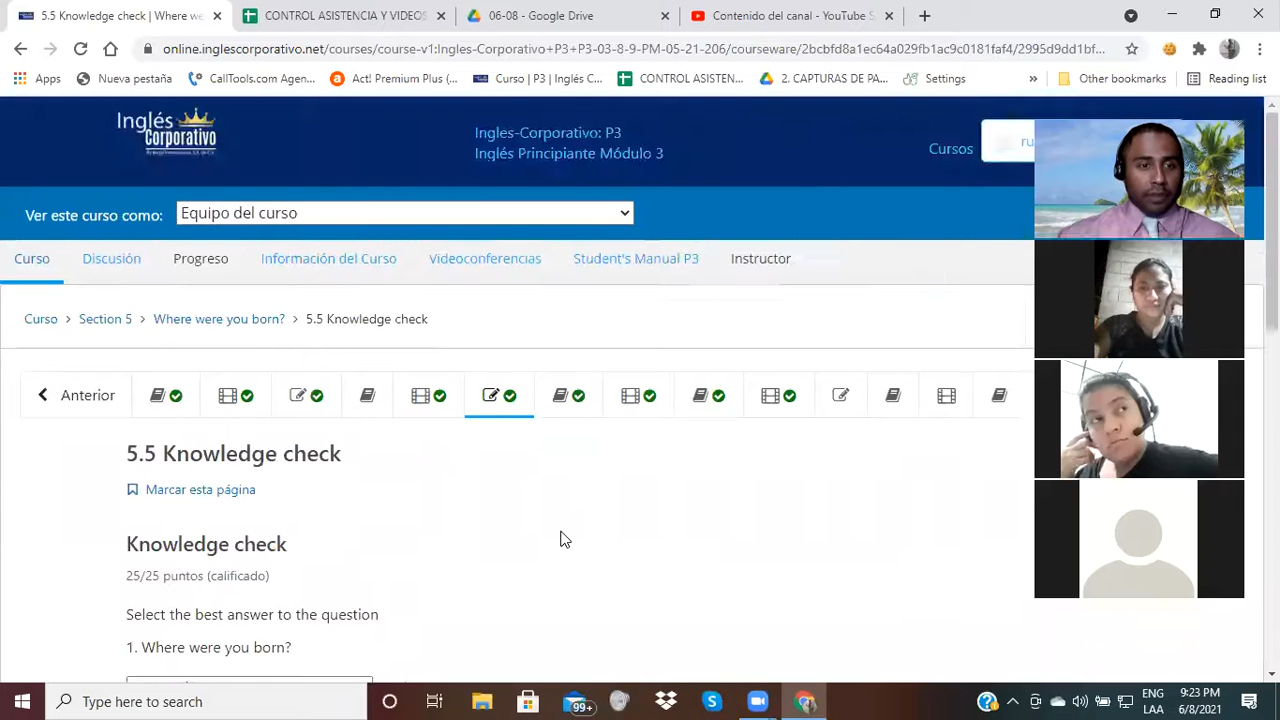 5.5 Knowledge check | Where we
CONTROL ASISTENCIA Y VIDEOS
06-08 - Google Drive
Contenido del canal - YouTube S
online.inglescorporativo.net/courses/course-v1:Ingles-Corporativo+P3+P3-03-8-9-PM-05-21-206/courseware/2bcbfd8a1ec64a029fb1ac9c0181faf4/2995d9dd1bf...
Apps
Nueva pestaña
CallTools.com Agen...
Act! Premium Plus (...
Curso | P3 | Inglés C...
CONTROL ASISTEN...
2. CAPTURAS DE PA...
Settings
»
Other bookmarks
Reading list
Inglés
Corporativo
Ingles-Corporativo: P3
Inglés Principiante Módulo 3
Cursos
ru
Ver este curso como:
Equipo del curso
Curso
Discusión
Progreso
Información del Curso
Videoconferencias
Student's Manual P3
Instructor
Curso > Section 5 > Where were you born? > 5.5 Knowledge check
Anterior
5.5 Knowledge check
Marcar esta página
Knowledge check
25/25 puntos (calificado)
Select the best answer to the question
1. Where were you born?
Type here to search
99+
ENG
LAA
9:23 PM
6/8/2021